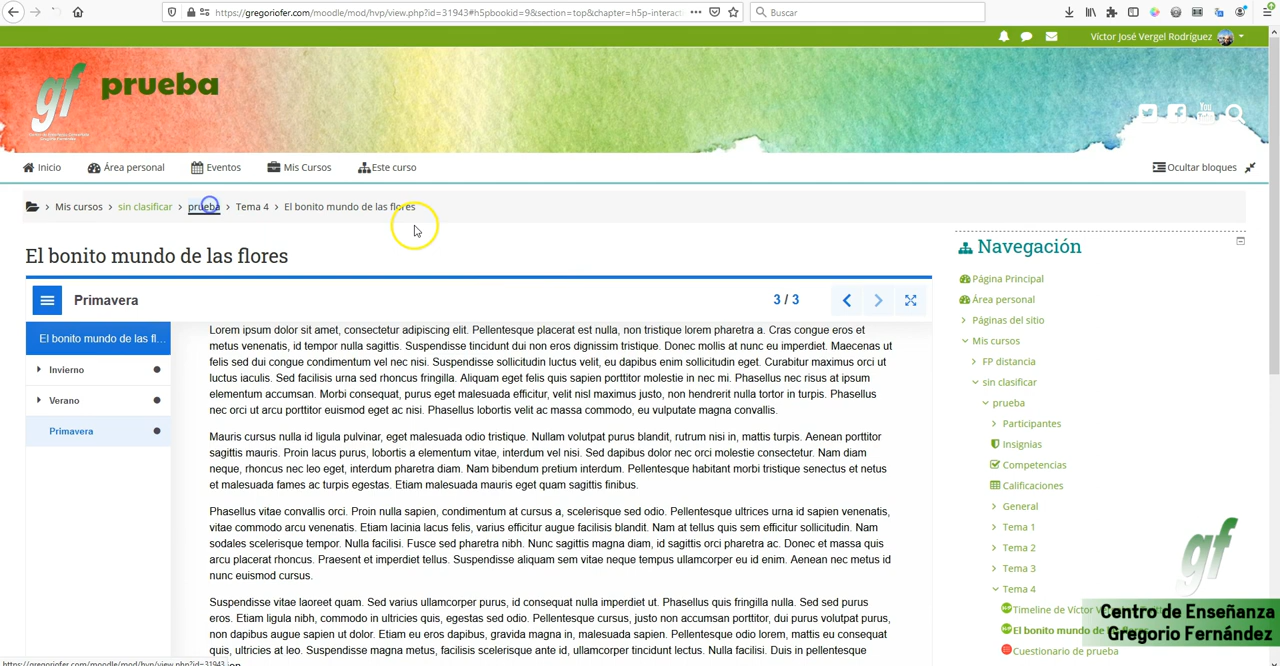 https://gregoriofer.com/moodle/mod/hvp/view.php?id=31943#h5pbookid=9&section=top&chapter=h5p-interact
Buscar
Víctor José Vergel Rodríguez
gf
prueba
You
Inicio
Área personal
Eventos
Mis Cursos
Este curso
Ocultar bloques
Mis cursos > sin clasificar > prueba > Tema 4 > El bonito mundo de las flores
El bonito mundo de las flores
Primavera
3 / 3
El bonito mundo de las fl...
Invierno
Verano
Primavera
Lorem ipsum dolor sit amet, consectetur adipiscing elit. Pellentesque placerat est nulla, non tristique lorem pharetra a. Cras congue eros et
metus venenatis, id tempor nulla sagittis. Suspendisse tincidunt dui non eros dignissim tristique. Donec mollis at nunc eu imperdiet. Maecenas ut
felis sed dui congue condimentum vel nec nisi. Suspendisse sollicitudin luctus velit, eu dapibus enim sollicitudin eget. Curabitur maximus orci ut
luctus iaculis. Sed facilisis urna sed rhoncus fringilla. Aliquam eget felis quis sapien porttitor molestie in nec mi. Phasellus nec risus at ipsum
elementum accumsan. Morbi consequat, purus eget malesuada efficitur, velit nisl maximus justo, non hendrerit nulla tortor in turpis. Phasellus
nec orci ut arcu porttitor euismod eget ac nisi. Phasellus lobortis velit ac massa commodo, eu vulputate magna convallis.
Mauris cursus nulla id ligula pulvinar, eget malesuada odio tristique. Nullam volutpat purus blandit, rutrum nisi in, mattis turpis. Aenean porttitor
sagittis mauris. Proin lacus purus, lobortis a elementum vitae, interdum vel nisi. Sed dapibus dolor nec orci molestie consectetur. Nam diam
neque, rhoncus nec leo eget, interdum pharetra diam. Nam bibendum pretium interdum. Pellentesque habitant morbi tristique senectus et netus
et malesuada fames ac turpis egestas. Etiam malesuada mauris eget quam sagittis finibus.
Phasellus vitae convallis orci. Proin nulla sapien, condimentum at cursus a, scelerisque sed odio. Pellentesque ultrices urna id sapien venenatis,
vitae commodo arcu venenatis. Etiam lacinia lacus felis, varius efficitur augue facilisis blandit. Nam at tellus quis sem efficitur sollicitudin. Nam
sodales scelerisque tempor. Nulla facilisi. Fusce sed pharetra nibh. Nunc sagittis magna diam, id sagittis orci pharetra ac. Donec et massa quis
arcu placerat rhoncus. Praesent et imperdiet tellus. Suspendisse aliquam sem vitae neque tempus ullamcorper eu id enim. Aenean nec metus id
nunc euismod cursus.
Suspendisse vitae laoreet quam. Sed varius ullamcorper purus, id consequat nulla imperdiet ut. Phasellus quis fringilla nulla. Sed sed purus
eros. Etiam ligula nibh, commodo in ultricies quis, egestas sed odio. Pellentesque cursus, justo non accumsan accumsan, dui purus volutpat
non dapibus augue sapien ut dolor. Etiam eu eros dapibus, gravida magna in, malesuada dolor. Pellentesque odio lorem, mattis eu consequat
quis, ultricies at leo. Suspendisse magna metus, facilisis scelerisque ante id, ullamcorper tincidunt lectus. Nulla mattis, enim eu facilisis
Navegación
Página Principal
Área personal
Páginas del sitio
Mis cursos
FP distancia
sin clasificar
prueba
Participantes
Insignias
Competencias
Calificaciones
General
Tema 1
Tema 2
Tema 3
Tema 4
Timeline de Víctor
El bonito mundo de
Cuestionario de prueba
gf
Centro de Enseñanza
Gregorio Fernández
https://gregoriofer.com/moodle/mod/hvp/view.php?id=31943